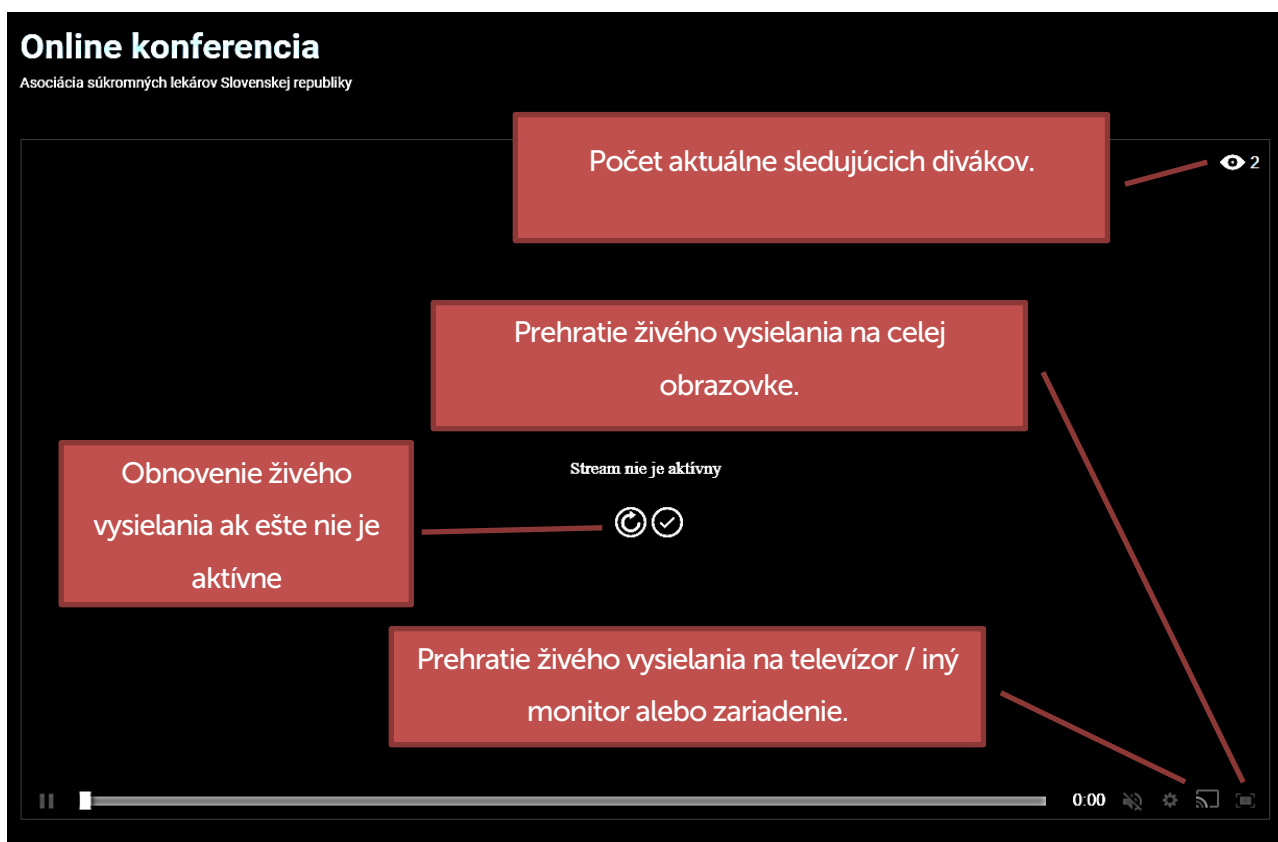 Online konferencia
Asociácia súkromných lekárov Slovenskej republiky
Počet aktuálne sledujúcich divákov.
2
Prehratie živého vysielania na celej
obrazovke.
Obnovenie živého
vysielania ak ešte nie je
aktívne
Stream nie je aktívny
Prehratie živého vysielania na televízor / iný
monitor alebo zariadenie.
0:00